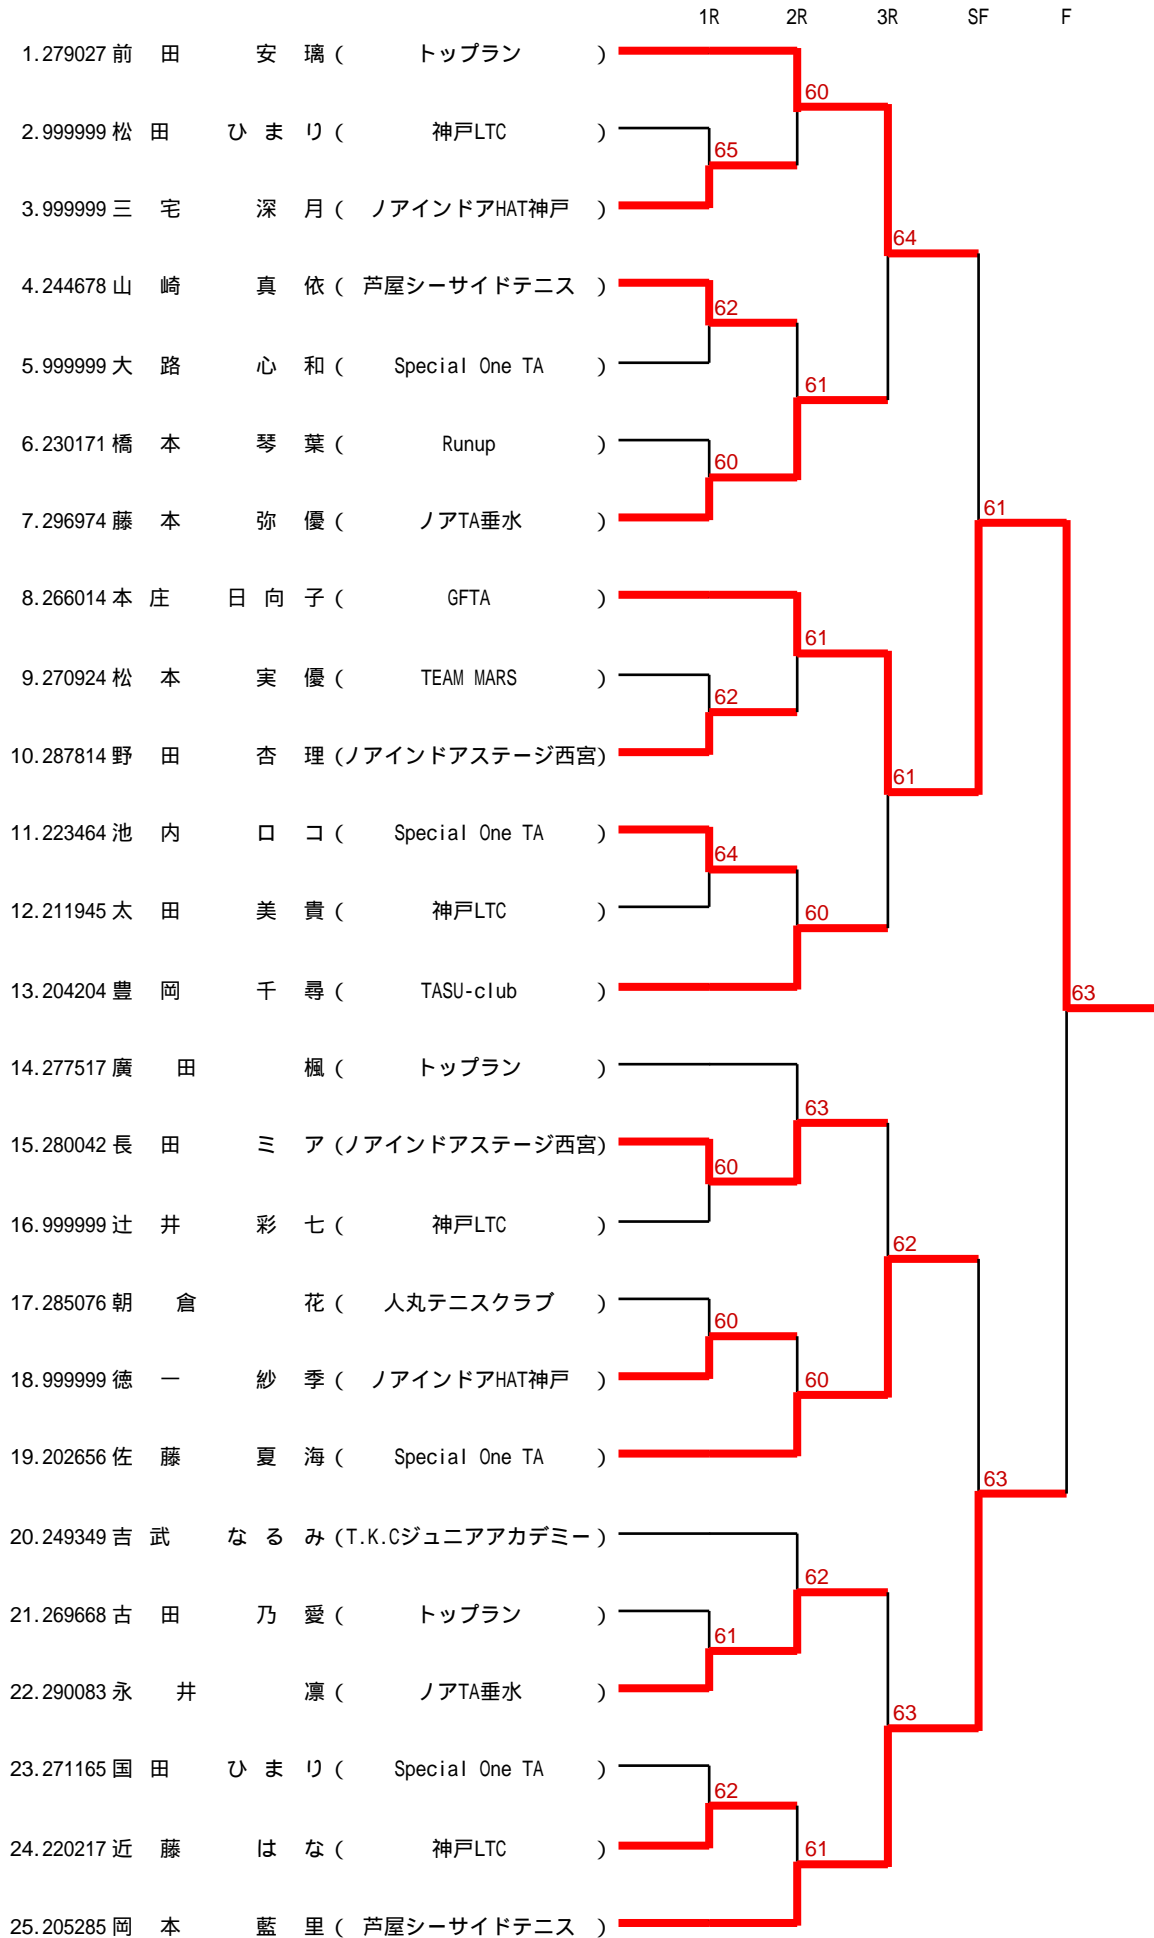 1R 2R 3R SF F
1.279027 前田 安璃 ( トップラン )
60
2.999999 松田 ひまり ( 神戸LTC )
65
3.999999 三宅 深月 ( ノアインドアHAT神戸 )
64
4.244678 山崎 真依 ( 芦屋シーサイドテニス )
62
5.999999 大路 心和 ( Special One TA )
61
6.230171 橋本 琴葉 ( Runup )
60
7.296974 藤本 弥優 ( ノアTA垂水 )
61
8.266014 本庄 日向子 ( GFTA )
61
9.270924 松本 実優 ( TEAM MARS )
62
10.287814 野田 杏理 (ノアインドアステージ西宮)
61
11.223464 池内 ロコ ( Special One TA )
64
12.211945 太田 美貴 ( 神戸LTC )
60
13.204204 豊岡 千尋 ( TASU-club )
63
14.277517 廣田 楓 ( トップラン )
63
15.280042 長田 ミア (ノアインドアステージ西宮)
60
16.999999 辻井 彩七 ( 神戸LTC )
62
17.285076 朝倉 花 ( 人丸テニスクラブ )
60
18.999999 徳一 紗季 ( ノアインドアHAT神戸 )
60
19.202656 佐藤 夏海 ( Special One TA )
63
20.249349 吉武 なるみ (T.K.Cジュニアアカデミー)
62
21.269668 古田 乃愛 ( トップラン )
61
22.290083 永井 凛 ( ノアTA垂水 )
63
23.271165 国田 ひまり ( Special One TA )
62
24.220217 近藤 はな ( 神戸LTC )
61
25.205285 岡本 藍里 ( 芦屋シーサイドテニス )